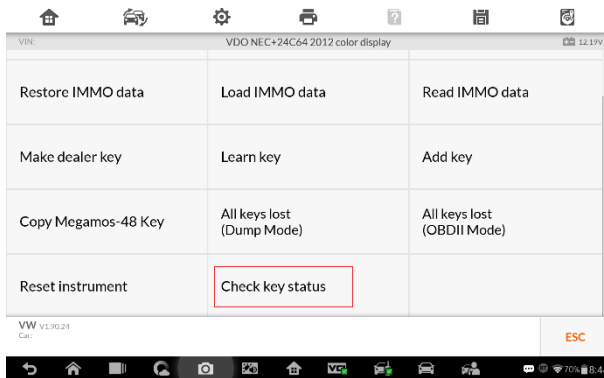 VIN:
VDO NEC+24C64 2012 color display
12.19V
Restore IMMO data
Load IMMO data
Read IMMO data
Make dealer key
Learn key
Add key
Copy Megamos-48 Key
All keys lost
(Dump Mode)
All keys lost
(OBDII Mode)
Reset instrument
Check key status
VW V1.90.24
Car:
ESC
70%